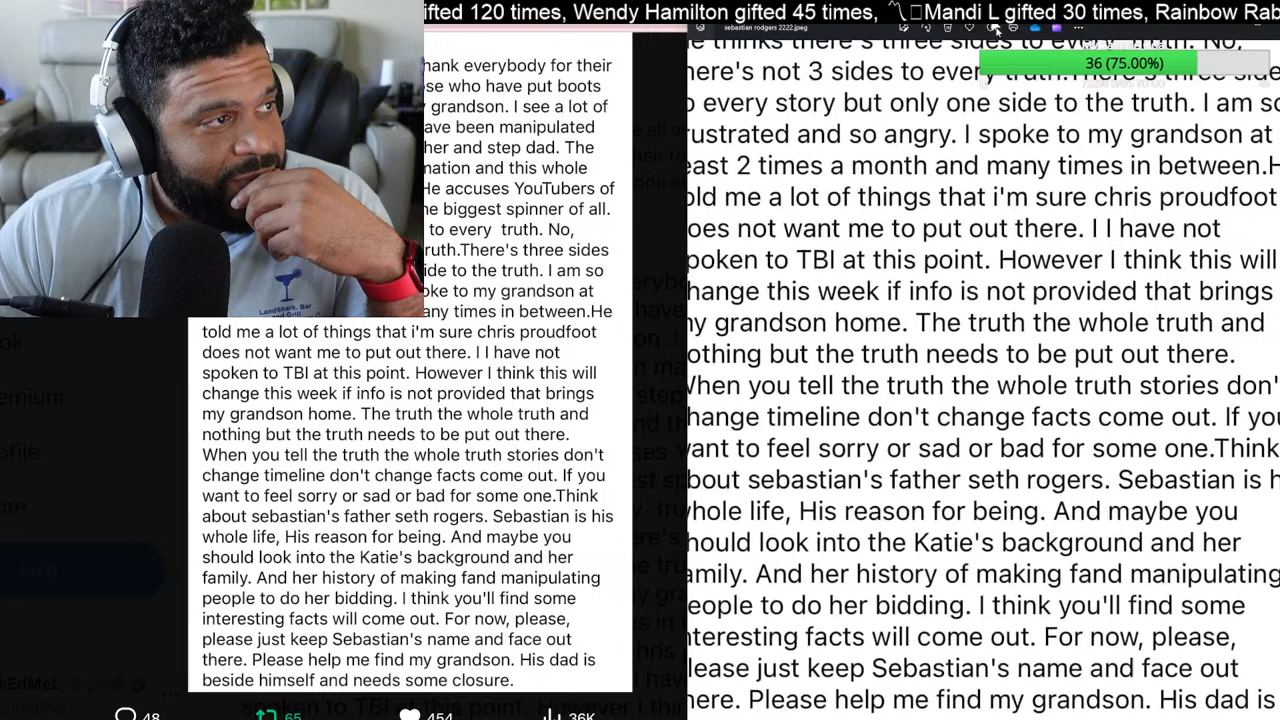 ifted 120 times, Wendy Hamilton gifted 45 times, Mandi L gifted 30 times, Rainbow Rab
sebastian rodgers 2222.jpeg
36 (75.00%)
hank everybody for their
se who have put boots
grandson. I see a lot of
ave been manipulated
her and step dad. The
nation and this whole
He accuses YouTubers of
he biggest spinner of all.
to every truth. No,
ruth.There's three sides
ide to the truth. I am so
oke to my grandson at
any times in between.He
told me a lot of things that i'm sure chris proudfoot
does not want me to put out there. I I have not
spoken to TBI at this point. However I think this will
change this week if info is not provided that brings
my grandson home. The truth the whole truth and
nothing but the truth needs to be put out there.
When you tell the truth the whole truth stories don't
change timeline don't change facts come out. If you
want to feel sorry or sad or bad for some one.Think
about sebastian's father seth rogers. Sebastian is his
whole life, His reason for being. And maybe you
should look into the Katie's background and her
family. And her history of making fand manipulating
people to do her bidding. I think you'll find some
interesting facts will come out. For now, please,
please just keep Sebastian's name and face out
there. Please help me find my grandson. His dad is
beside himself and needs some closure.
48 65 454 36K
e thinks there's three sides to every truth. No,
here's not 3 sides to every truth.There's three side
o every story but only one side to the truth. I am so
rustrated and so angry. I spoke to my grandson at
east 2 times a month and many times in between.H
old me a lot of things that i'm sure chris proudfoot
oes not want me to put out there. I I have not
poken to TBI at this point. However I think this will
hange this week if info is not provided that brings
ny grandson home. The truth the whole truth and
othing but the truth needs to be put out there.
When you tell the truth the whole truth stories don'
hange timeline don't change facts come out. If you
want to feel sorry or sad or bad for some one.Think
bout sebastian's father seth rogers. Sebastian is h
whole life, His reason for being. And maybe you
hould look into the Katie's background and her
amily. And her history of making fand manipulating
eople to do her bidding. I think you'll find some
nteresting facts will come out. For now, please,
lease just keep Sebastian's name and face out
here. Please help me find my grandson. His dad is
LandShark, Bar
and Grill